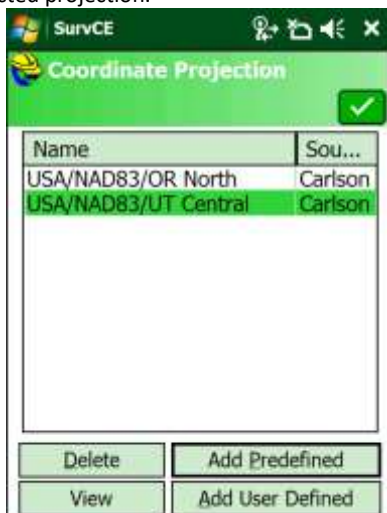 sted projection.
SurvCE
Coordinate Projection
Name Sou...
USA/NAD83/OR North Carlson
USA/NAD83/UT Central Carlson
Delete Add Predefined
View Add User Defined